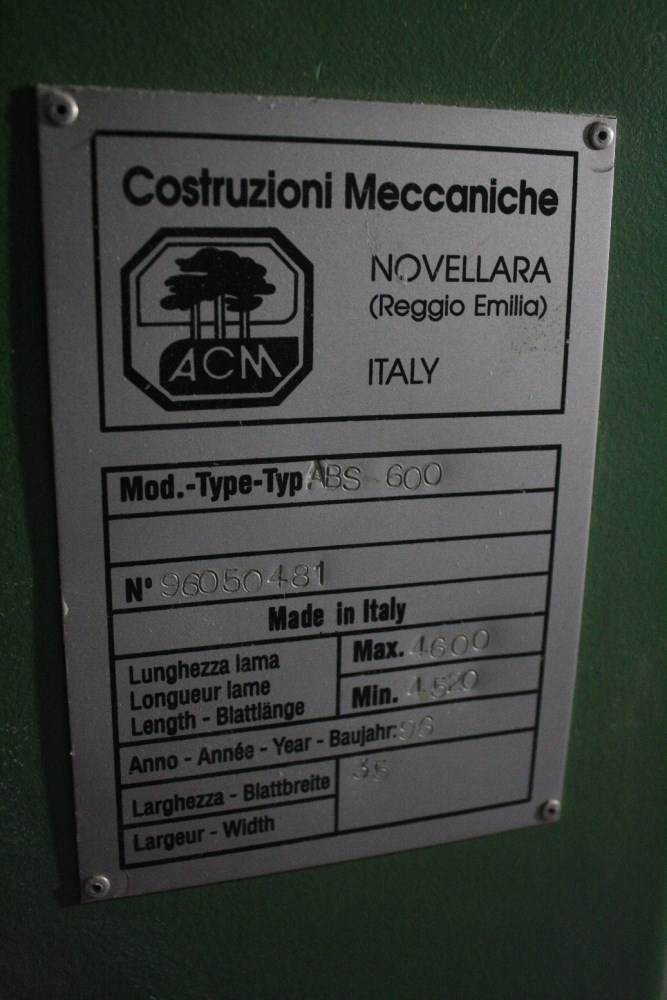 Costruzioni Meccaniche
ACM
NOVELLARA
(Reggio Emilia)
ITALY
Mod.-Type-Typ. ABS 600
N° 96050481
Made in Italy
Lunghezza lama
Longueur lame
Length - Blattlänge
Max. 4600
Min. 4520
Anno - Année - Year - Baujahr: 96
Larghezza - Blattbreite
Largeur - Width
36